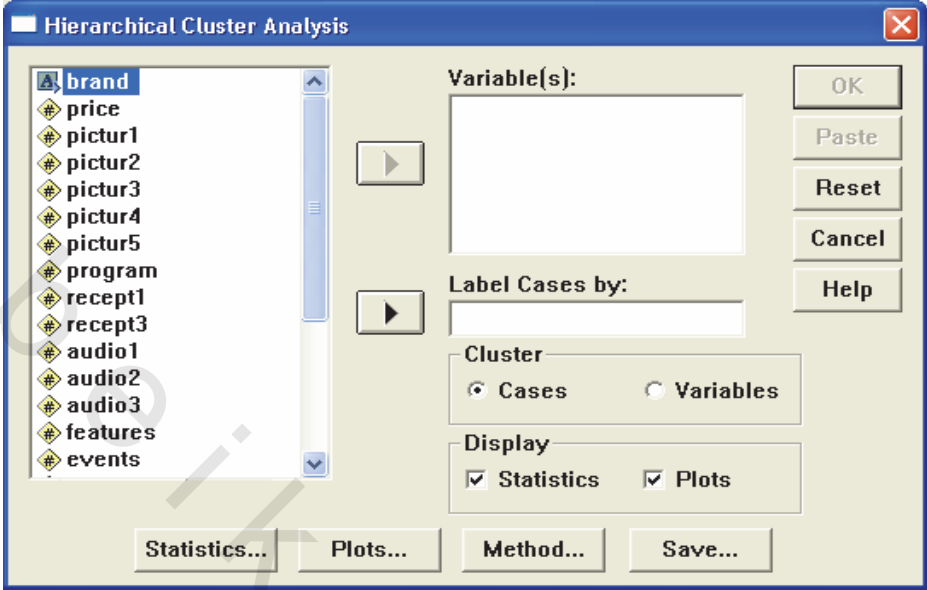 Hierarchical Cluster Analysis
brand
price
pictur1
pictur2
pictur3
pictur4
pictur5
program
recept1
recept3
audio1
audio2
audio3
features
events
Variable(s):
Label Cases by:
Cluster
Cases Variables
Display
Statistics Plots
OK
Paste
Reset
Cancel
Help
Statistics... Plots... Method... Save...